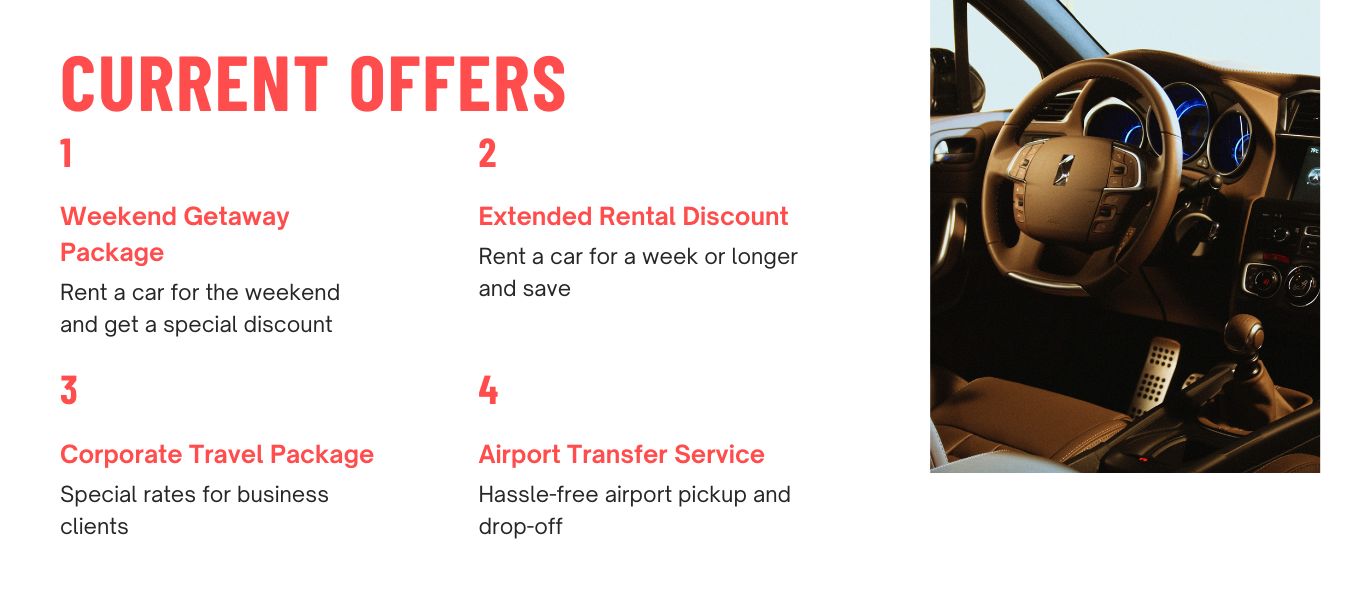 CURRENT OFFERS
1
Weekend Getaway
Package
Rent a car for the weekend
and get a special discount
2
Extended Rental Discount
Rent a car for a week or longer
and save
3
Corporate Travel Package
Special rates for business
clients
4
Airport Transfer Service
Hassle-free airport pickup and
drop-off